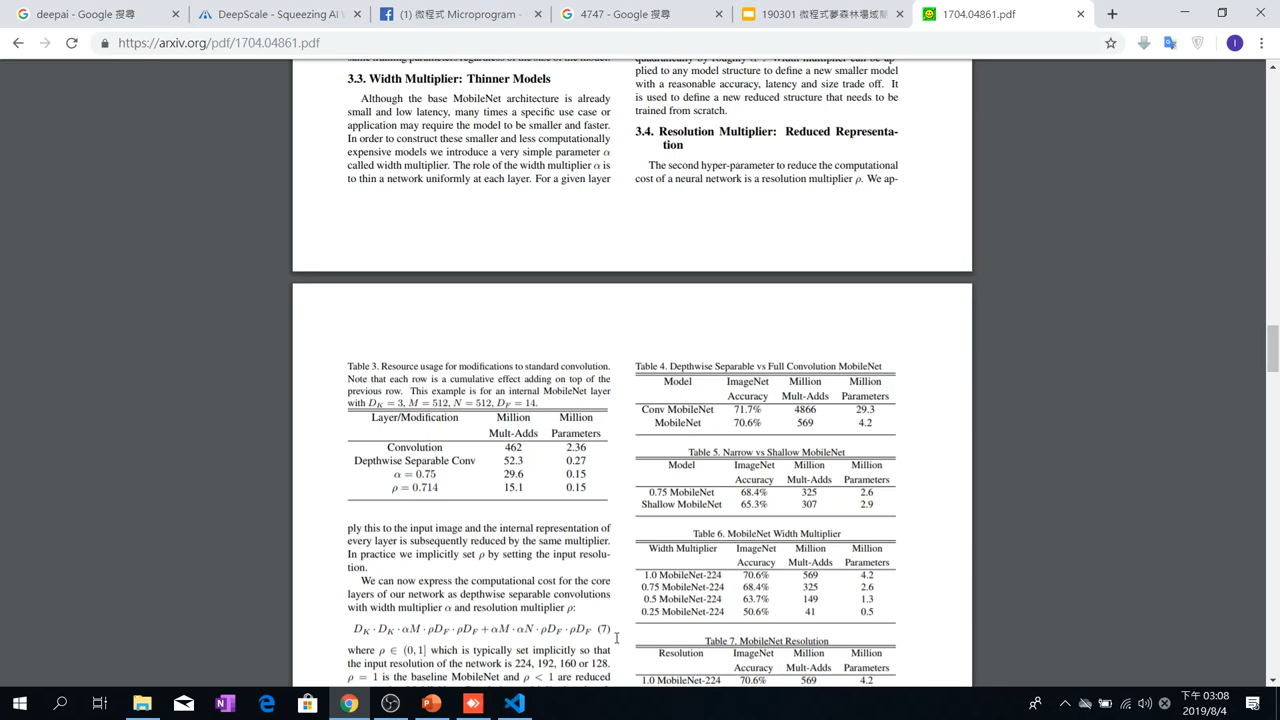 deepai - Google 搜尋
DeepScale - Squeezing AI
(1) 微程式 Microprogram -
4747 - Google 搜尋
190301 微程式夢森林場域
1704.04861.pdf
https://arxiv.org/pdf/1704.04861.pdf
same training parameters regardless of the size of the model.
3.3. Width Multiplier: Thinner Models
Although the base MobileNet architecture is already
small and low latency, many times a specific use case or
application may require the model to be smaller and faster.
In order to construct these smaller and less computationally
expensive models we introduce a very simple parameter α
called width multiplier. The role of the width multiplier α is
to thin a network uniformly at each layer. For a given layer
quadratically by roughly α². Width multiplier can be ap-
plied to any model structure to define a new smaller model
with a reasonable accuracy, latency and size trade off. It
is used to define a new reduced structure that needs to be
trained from scratch.
3.4. Resolution Multiplier: Reduced Representa-
tion
The second hyper-parameter to reduce the computational
cost of a neural network is a resolution multiplier ρ. We ap-
Table 3. Resource usage for modifications to standard convolution.
Note that each row is a cumulative effect adding on top of the
previous row. This example is for an internal MobileNet layer
with D_K = 3, M = 512, N = 512, D_F = 14.
Layer/Modification Million Million
Mult-Adds Parameters
Convolution 462 2.36
Depthwise Separable Conv 52.3 0.27
α = 0.75 29.6 0.15
ρ = 0.714 15.1 0.15
ply this to the input image and the internal representation of
every layer is subsequently reduced by the same multiplier.
In practice we implicitly set ρ by setting the input resolu-
tion.
We can now express the computational cost for the core
layers of our network as depthwise separable convolutions
with width multiplier α and resolution multiplier ρ:
D_K · D_K · αM · ρD_F · ρD_F + αM · αN · ρD_F · ρD_F (7)
where ρ ∈ (0, 1] which is typically set implicitly so that
the input resolution of the network is 224, 192, 160 or 128.
ρ = 1 is the baseline MobileNet and ρ < 1 are reduced
Table 4. Depthwise Separable vs Full Convolution MobileNet
Model ImageNet Million Million
Accuracy Mult-Adds Parameters
Conv MobileNet 71.7% 4866 29.3
MobileNet 70.6% 569 4.2
Table 5. Narrow vs Shallow MobileNet
Model ImageNet Million Million
Accuracy Mult-Adds Parameters
0.75 MobileNet 68.4% 325 2.6
Shallow MobileNet 65.3% 307 2.9
Table 6. MobileNet Width Multiplier
Width Multiplier ImageNet Million Million
Accuracy Mult-Adds Parameters
1.0 MobileNet-224 70.6% 569 4.2
0.75 MobileNet-224 68.4% 325 2.6
0.5 MobileNet-224 63.7% 149 1.3
0.25 MobileNet-224 50.6% 41 0.5
Table 7. MobileNet Resolution
Resolution ImageNet Million Million
Accuracy Mult-Adds Parameters
1.0 MobileNet-224 70.6% 569 4.2
下午 03:08
2019/8/4